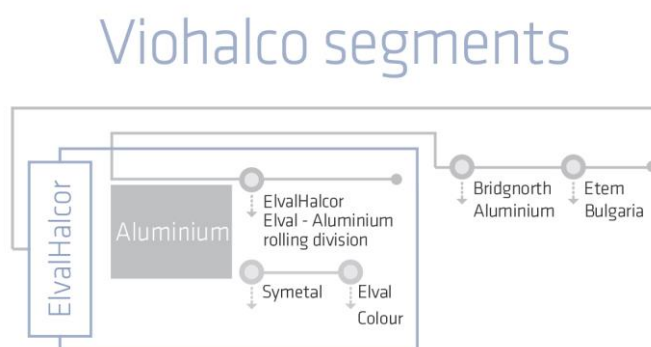 Viohalco segments
ElvalHalcor
Aluminium
ElvalHalcor
Elval - Aluminium
rolling division
Symetal
Elval
Colour
Bridgnorth
Aluminium
Etem
Bulgaria